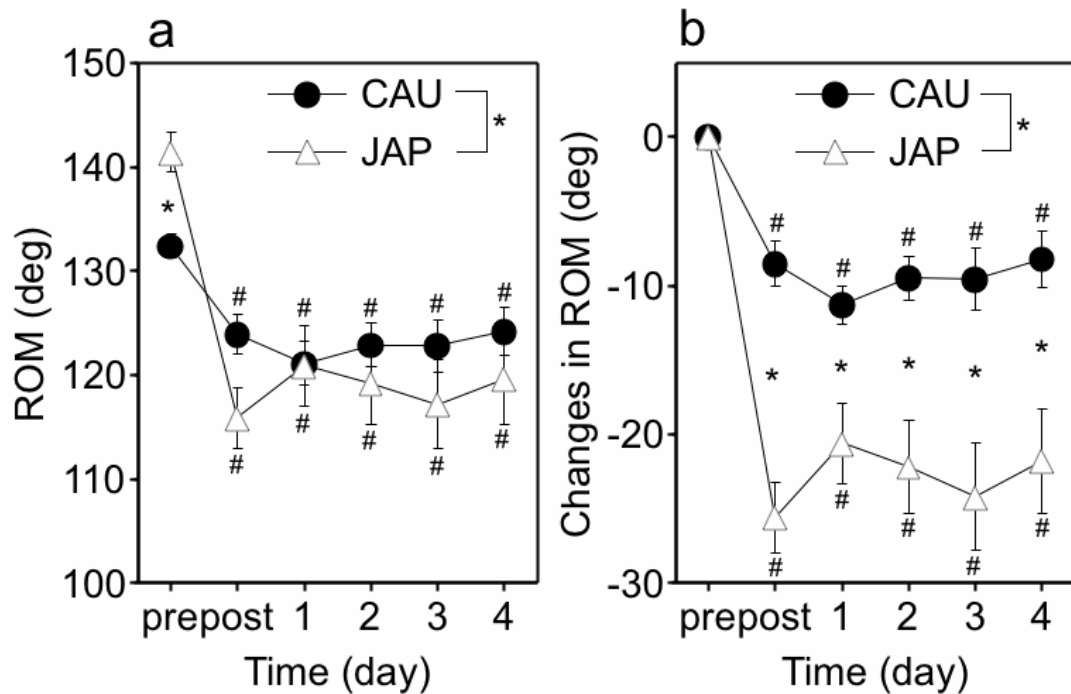 a
ROM (deg)
150
140
130
120
110
100
CAU
JAP
*
*
# # # # #
# # # # #
prepost 1 2 3 4
Time (day)
b
Changes in ROM (deg)
0
-10
-20
-30
CAU
JAP
*
# # # # #
* * * * *
# # # # #
prepost 1 2 3 4
Time (day)